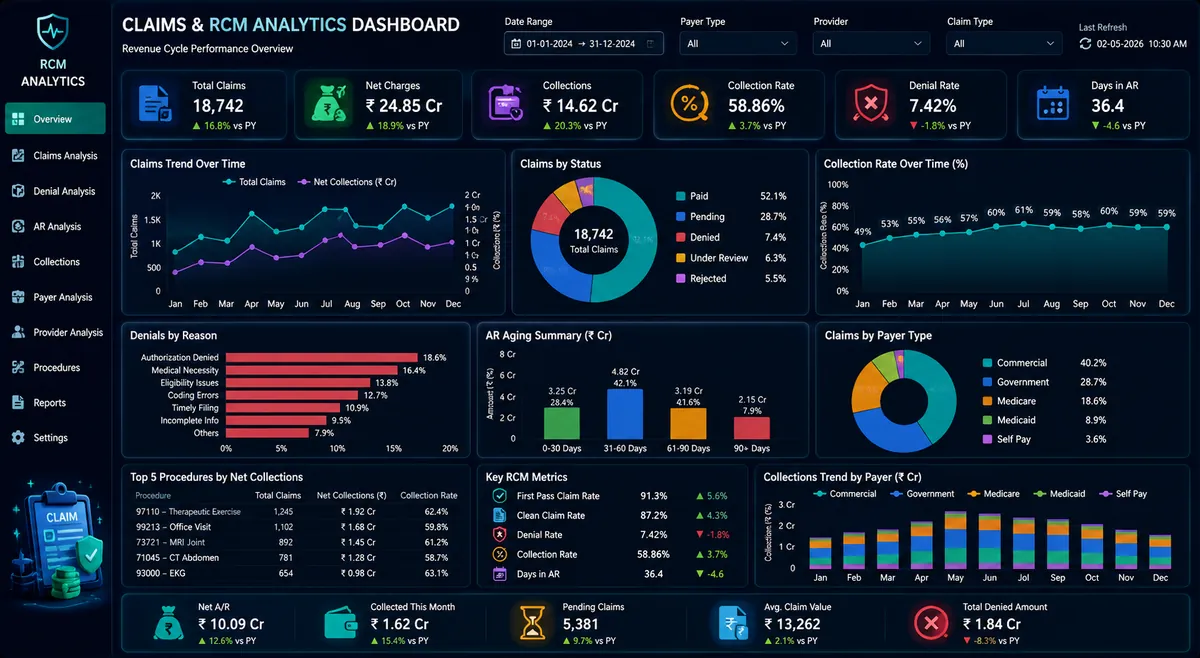 RCM
ANALYTICS
Overview
Claims Analysis
Denial Analysis
AR Analysis
Collections
Payer Analysis
Provider Analysis
Procedures
Reports
Settings
CLAIM
CLAIMS & RCM ANALYTICS DASHBOARD
Revenue Cycle Performance Overview
Date Range
01-01-2024 → 31-12-2024
Payer Type
All
Provider
All
Claim Type
All
Last Refresh
02-05-2026 10:30 AM
Total Claims
18,742
▲ 16.8% vs PY
Net Charges
₹ 24.85 Cr
▲ 18.9% vs PY
Collections
₹ 14.62 Cr
▲ 20.3% vs PY
Collection Rate
58.86%
▲ 3.7% vs PY
Denial Rate
7.42%
▼ -1.8% vs PY
Days in AR
36.4
▼ -4.6 vs PY
Claims Trend Over Time
Total Claims Net Collections (₹ Cr)
Total Claims
2K
1.5K
1K
500
0
2 Cr
1 Cr
0.5
0
Jan Feb Mar Apr May Jun Jul Aug Sep Oct Nov Dec
Claims by Status
18,742
Total Claims
Paid 52.1%
Pending 28.7%
Denied 7.4%
Under Review 6.3%
Rejected 5.5%
Collection Rate Over Time (%)
100%
80%
60%
40%
20%
0%
49% 53% 55% 56% 57% 60% 61% 59% 58% 60% 59% 59%
Jan Feb Mar Apr May Jun Jul Aug Sep Oct Nov Dec
Denials by Reason
Authorization Denied 18.6%
Medical Necessity 16.4%
Eligibility Issues 13.8%
Coding Errors 12.7%
Timely Filing 10.9%
Incomplete Info 9.5%
Others 7.9%
0% 5% 10% 15% 20%
AR Aging Summary (₹ Cr)
Amount (₹ (%)
8 Cr
6 Cr
4 Cr
2 Cr
0
3.25 Cr
28.4%
4.82 Cr
42.1%
3.19 Cr
41.6%
2.15 Cr
7.9%
0-30 Days 31-60 Days 61-90 Days 90+ Days
Claims by Payer Type
Commercial 40.2%
Government 28.7%
Medicare 18.6%
Medicaid 8.9%
Self Pay 3.6%
Top 5 Procedures by Net Collections
Procedure Total Claims Net Collections (₹) Collection Rate
97110 – Therapeutic Exercise 1,245 ₹ 1.92 Cr 62.4%
99213 – Office Visit 1,102 ₹ 1.68 Cr 59.8%
73721 – MRI Joint 892 ₹ 1.45 Cr 61.2%
71045 – CT Abdomen 781 ₹ 1.28 Cr 58.7%
93000 – EKG 654 ₹ 0.98 Cr 63.1%
Key RCM Metrics
First Pass Claim Rate 91.3% ▲ 5.6%
Clean Claim Rate 87.2% ▲ 4.3%
Denial Rate 7.42% ▼ -1.8%
Collection Rate 58.86% ▲ 3.7%
Days in AR 36.4 ▼ -4.6
Collections Trend by Payer (₹ Cr)
Commercial Government Medicare Medicaid Self Pay
3 Cr
2 Cr
1 Cr
0
Jan Feb Mar Apr May Jun Jul Sep Oct Nov Dec
Net A/R
₹ 10.09 Cr
▲ 12.6% vs PY
Collected This Month
₹ 1.62 Cr
▲ 15.4% vs PY
Pending Claims
5,381
▲ 9.7% vs PY
Avg. Claim Value
₹ 13,262
▲ 2.1% vs PY
Total Denied Amount
₹ 1.84 Cr
▼ -8.3% vs PY